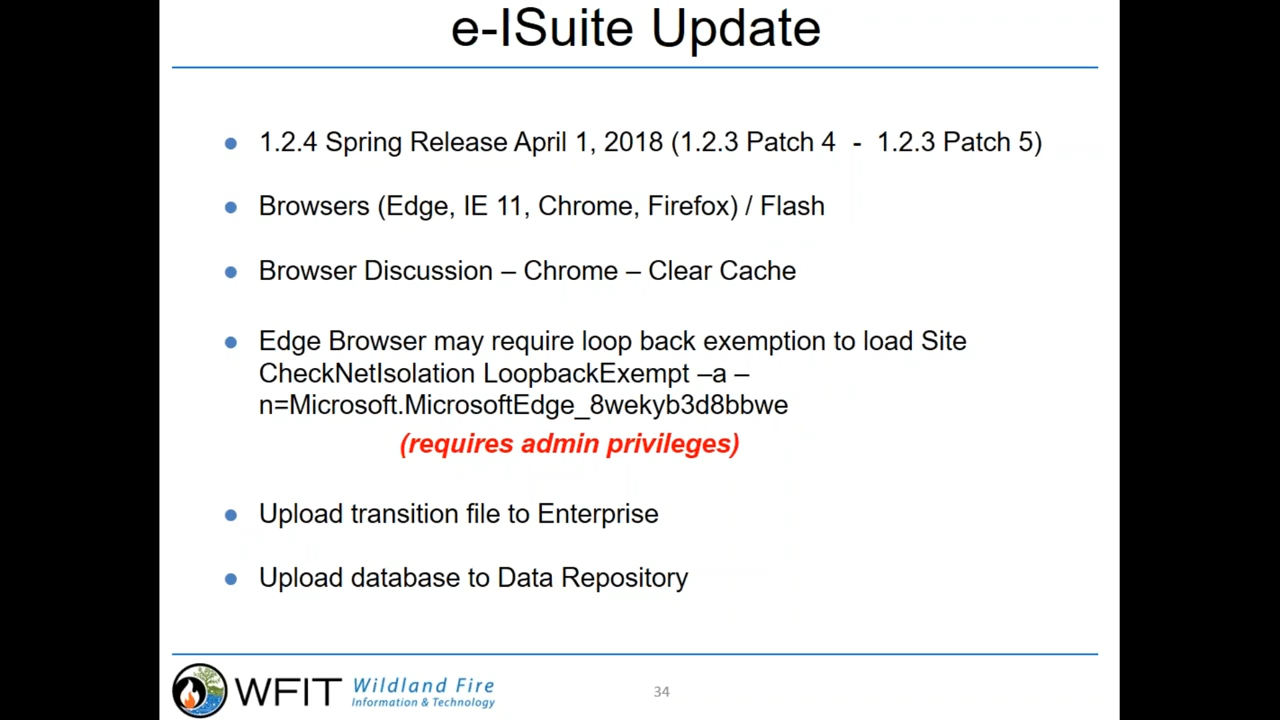 e-ISuite Update
1.2.4 Spring Release April 1, 2018 (1.2.3 Patch 4  -  1.2.3 Patch 5)
Browsers (Edge, IE 11, Chrome, Firefox) / Flash
Browser Discussion – Chrome – Clear Cache
Edge Browser may require loop back exemption to load Site
CheckNetIsolation LoopbackExempt –a –
n=Microsoft.MicrosoftEdge_8wekyb3d8bbwe
(requires admin privileges)
Upload transition file to Enterprise
Upload database to Data Repository
WFIT Wildland Fire
Information & Technology
34